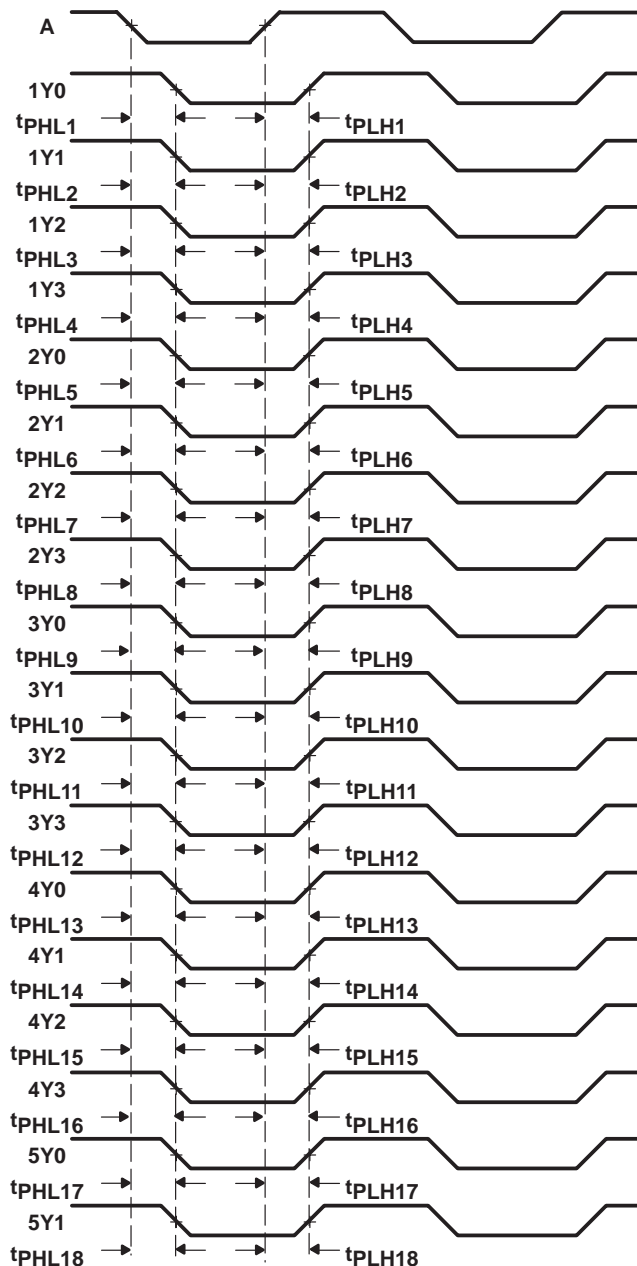 A
1Y0
tPHL1 tPLH1
1Y1
tPHL2 tPLH2
1Y2
tPHL3 tPLH3
1Y3
tPHL4 tPLH4
2Y0
tPHL5 tPLH5
2Y1
tPHL6 tPLH6
2Y2
tPHL7 tPLH7
2Y3
tPHL8 tPLH8
3Y0
tPHL9 tPLH9
3Y1
tPHL10 tPLH10
3Y2
tPHL11 tPLH11
3Y3
tPHL12 tPLH12
4Y0
tPHL13 tPLH13
4Y1
tPHL14 tPLH14
4Y2
tPHL15 tPLH15
4Y3
tPHL16 tPLH16
5Y0
tPHL17 tPLH17
5Y1
tPHL18 tPLH18